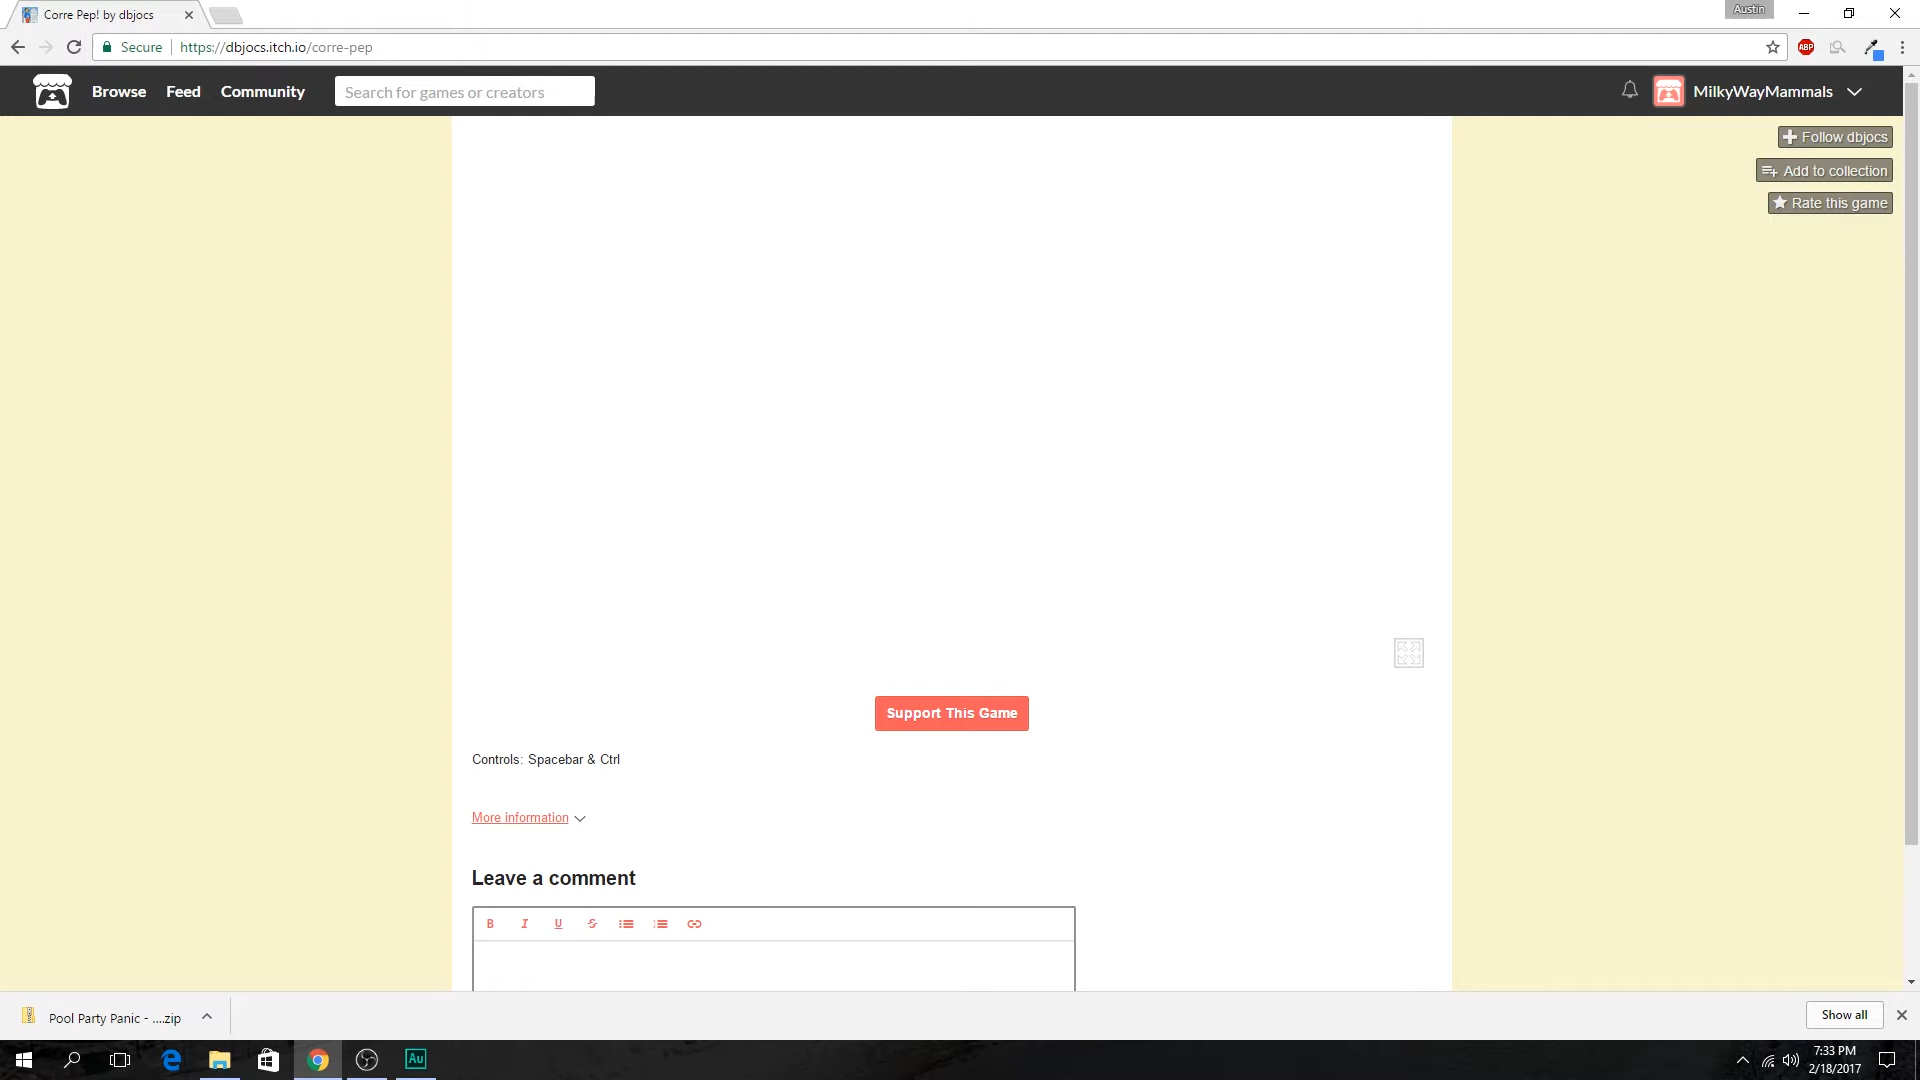 Corre Pep! by dbjocs
Austin
Secure
https://dbjocs.itch.io/corre-pep
ABP
Browse
Feed
Community
Search for games or creators
MilkyWayMammals
Follow dbjocs
Add to collection
Rate this game
Support This Game
Controls: Spacebar & Ctrl
More information
Leave a comment
B I U S
Pool Party Panic - ....zip
Show all
Au
7:33 PM
2/18/2017